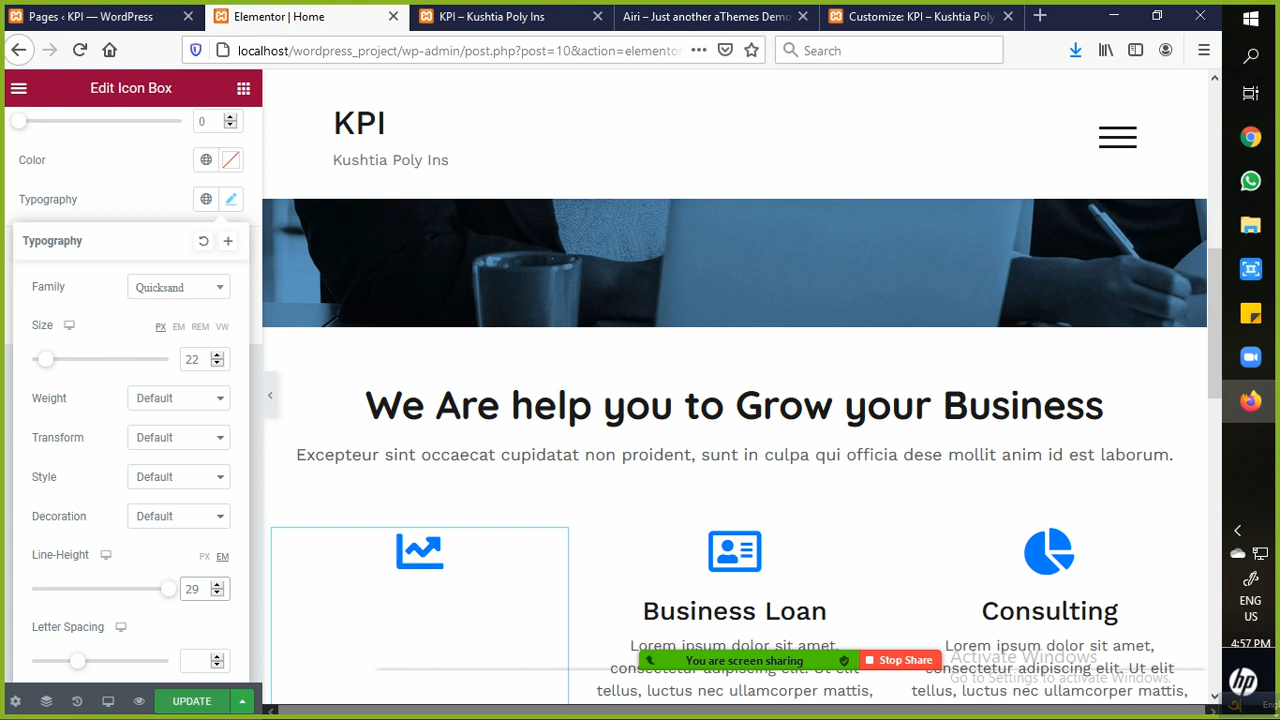 Pages ‹ KPI — WordPress
Elementor | Home
KPI – Kushtia Poly Ins
Airi – Just another aThemes Demo
Customize: KPI – Kushtia Poly
localhost/wordpress_project/wp-admin/post.php?post=10&action=elementor
Search
Edit Icon Box
0
Color
Typography
Typography
Family
Quicksand
Size
PX EM REM VW
22
Weight
Default
Transform
Default
Style
Default
Decoration
Default
Line-Height
PX EM
29
Letter Spacing
UPDATE
KPI
Kushtia Poly Ins
We Are help you to Grow your Business
Excepteur sint occaecat cupidatat non proident, sunt in culpa qui officia dese mollit anim id est laborum.
Business Loan
Lorem ipsum dolor sit amet,
consectetur adipiscing elit. Ut elit
tellus, luctus nec ullamcorper mattis,
Consulting
Lorem ipsum dolor sit amet,
consectetur adipiscing elit. Ut elit
tellus, luctus nec ullamcorper mattis,
You are screen sharing
Stop Share
Activate Windows
Go to Settings to activate Windows.
ENG
US
4:57 PM
hp